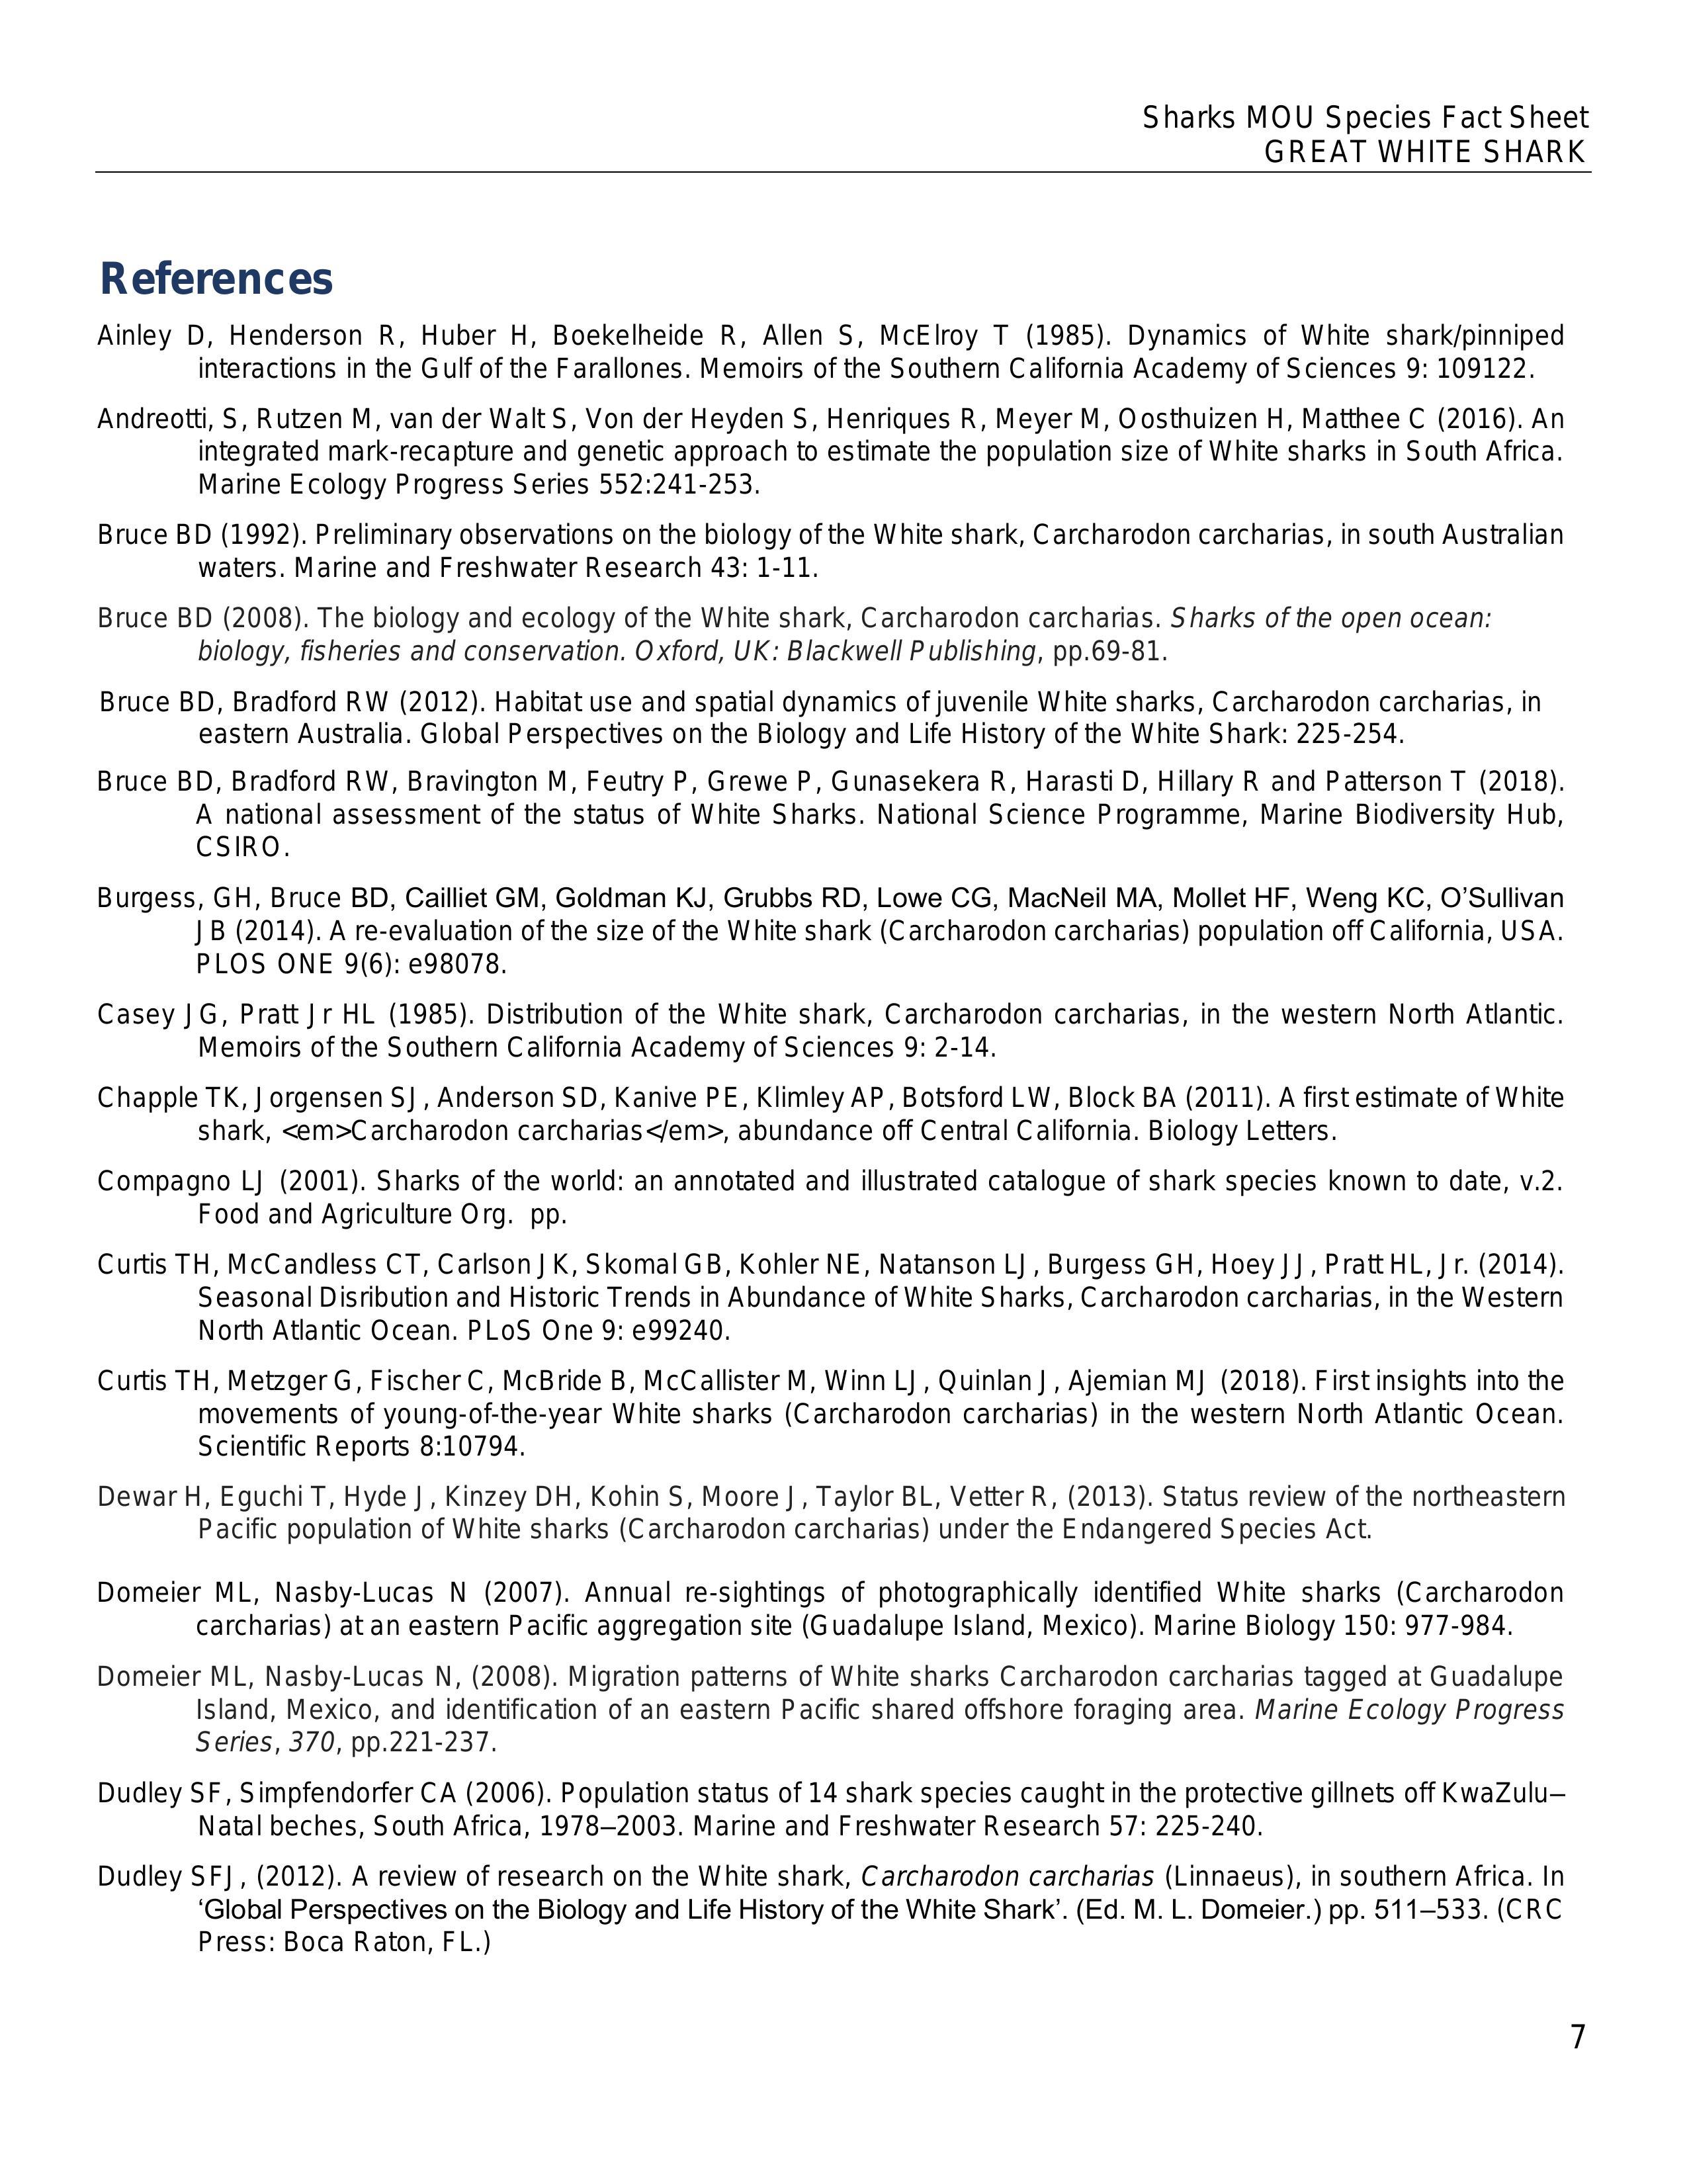 Sharks MOU Species Fact Sheet
GREAT WHITE SHARK
References
Ainley D, Henderson R, Huber H, Boekelheide R, Allen S, McElroy T (1985). Dynamics of White shark/pinniped
interactions in the Gulf of the Farallones. Memoirs of the Southern California Academy of Sciences 9: 109122.
Andreotti, S, Rutzen M, van der Walt S, Von der Heyden S, Henriques R, Meyer M, Oosthuizen H, Matthee C (2016). An
integrated mark-recapture and genetic approach to estimate the population size of White sharks in South Africa.
Marine Ecology Progress Series 552:241-253.
Bruce BD (1992). Preliminary observations on the biology of the White shark, Carcharodon carcharias, in south Australian
waters. Marine and Freshwater Research 43: 1-11.
Bruce BD (2008). The biology and ecology of the White shark, Carcharodon carcharias. Sharks of the open ocean:
biology, fisheries and conservation. Oxford, UK: Blackwell Publishing, pp.69-81.
Bruce BD, Bradford RW (2012). Habitat use and spatial dynamics of juvenile White sharks, Carcharodon carcharias, in
eastern Australia. Global Perspectives on the Biology and Life History of the White Shark: 225-254.
Bruce BD, Bradford RW, Bravington M, Feutry P, Grewe P, Gunasekera R, Harasti D, Hillary R and Patterson T (2018).
A national assessment of the status of White Sharks. National Science Programme, Marine Biodiversity Hub,
CSIRO.
Burgess, GH, Bruce BD, Cailliet GM, Goldman KJ, Grubbs RD, Lowe CG, MacNeil MA, Mollet HF, Weng KC, O’Sullivan
JB (2014). A re-evaluation of the size of the White shark (Carcharodon carcharias) population off California, USA.
PLOS ONE 9(6): e98078.
Casey JG, Pratt Jr HL (1985). Distribution of the White shark, Carcharodon carcharias, in the western North Atlantic.
Memoirs of the Southern California Academy of Sciences 9: 2-14.
Chapple TK, Jorgensen SJ, Anderson SD, Kanive PE, Klimley AP, Botsford LW, Block BA (2011). A first estimate of White
shark, <em>Carcharodon carcharias</em>, abundance off Central California. Biology Letters.
Compagno LJ (2001). Sharks of the world: an annotated and illustrated catalogue of shark species known to date, v.2.
Food and Agriculture Org. pp.
Curtis TH, McCandless CT, Carlson JK, Skomal GB, Kohler NE, Natanson LJ, Burgess GH, Hoey JJ, Pratt HL, Jr. (2014).
Seasonal Disribution and Historic Trends in Abundance of White Sharks, Carcharodon carcharias, in the Western
North Atlantic Ocean. PLoS One 9: e99240.
Curtis TH, Metzger G, Fischer C, McBride B, McCallister M, Winn LJ, Quinlan J, Ajemian MJ (2018). First insights into the
movements of young-of-the-year White sharks (Carcharodon carcharias) in the western North Atlantic Ocean.
Scientific Reports 8:10794.
Dewar H, Eguchi T, Hyde J, Kinzey DH, Kohin S, Moore J, Taylor BL, Vetter R, (2013). Status review of the northeastern
Pacific population of White sharks (Carcharodon carcharias) under the Endangered Species Act.
Domeier ML, Nasby-Lucas N (2007). Annual re-sightings of photographically identified White sharks (Carcharodon
carcharias) at an eastern Pacific aggregation site (Guadalupe Island, Mexico). Marine Biology 150: 977-984.
Domeier ML, Nasby-Lucas N, (2008). Migration patterns of White sharks Carcharodon carcharias tagged at Guadalupe
Island, Mexico, and identification of an eastern Pacific shared offshore foraging area. Marine Ecology Progress
Series, 370, pp.221-237.
Dudley SF, Simpfendorfer CA (2006). Population status of 14 shark species caught in the protective gillnets off KwaZulu–
Natal beches, South Africa, 1978–2003. Marine and Freshwater Research 57: 225-240.
Dudley SFJ, (2012). A review of research on the White shark, Carcharodon carcharias (Linnaeus), in southern Africa. In
‘Global Perspectives on the Biology and Life History of the White Shark’. (Ed. M. L. Domeier.) pp. 511–533. (CRC
Press: Boca Raton, FL.)
7